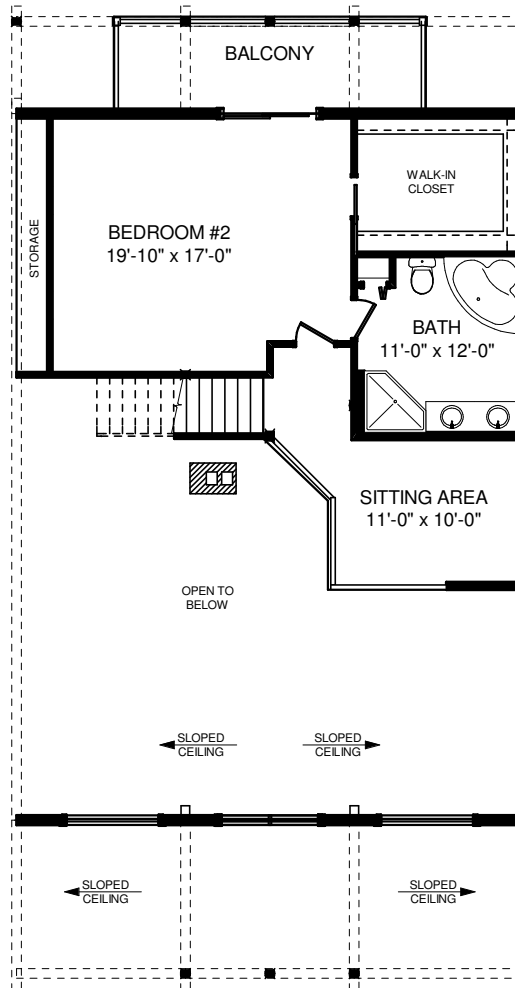 BALCONY
WALK-IN
CLOSET
STORAGE
BEDROOM #2
19'-10" x 17'-0"
BATH
11'-0" x 12'-0"
SITTING AREA
11'-0" x 10'-0"
OPEN TO
BELOW
SLOPED
CEILING
SLOPED
CEILING
SLOPED
CEILING
SLOPED
CEILING